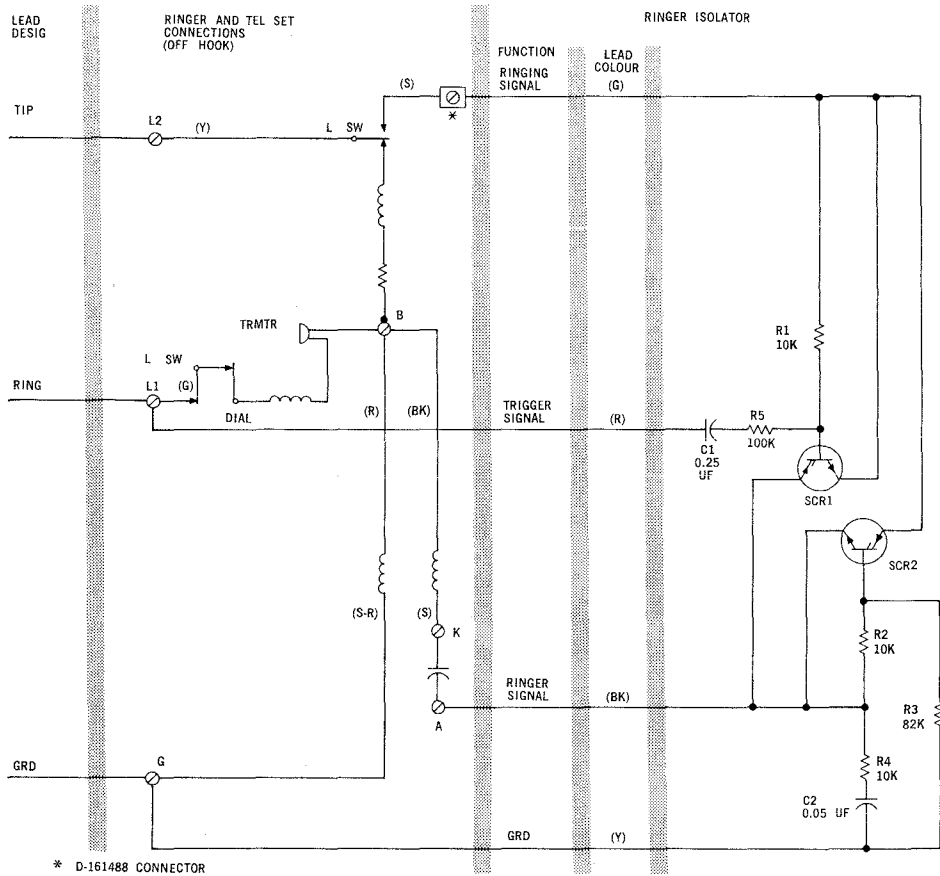 LEAD
DESIG
RINGER AND TEL SET
CONNECTIONS
(OFF HOOK)
RINGER ISOLATOR
FUNCTION
LEAD
COLOUR
RINGING
SIGNAL
(G)
(S)
*
TIP
L2
(Y)
L SW
B
TRMTR
R1
10K
L SW
RING
L1
(G)
DIAL
(R)
(BK)
TRIGGER
SIGNAL
(R)
C1
0.25
UF
R5
100K
SCR1
SCR2
(S-R)
(S)
K
R2
10K
RINGER
SIGNAL
(BK)
A
R3
82K
R4
10K
GRD
G
C2
0.05 UF
GRD
(Y)
* D-161488 CONNECTOR